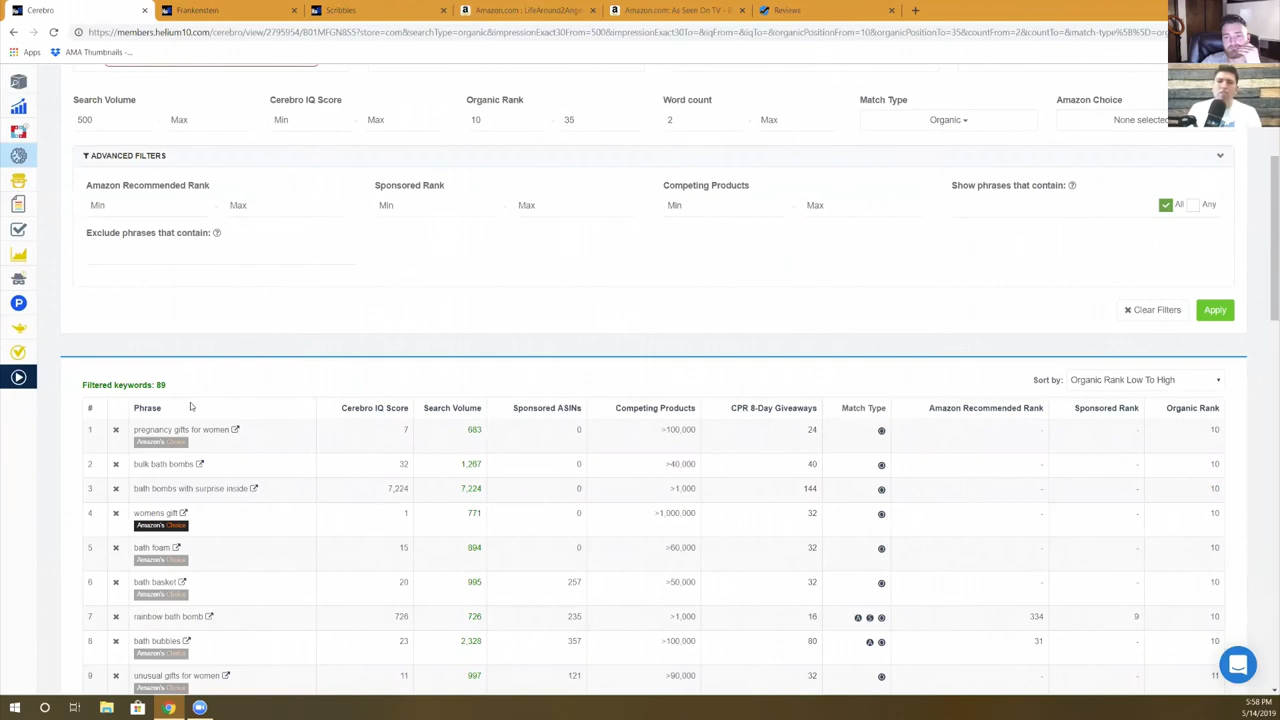 Cerebro Frankenstein Scribbles Amazon.com : LifeAround2Ange Amazon.com: As Seen On TV - B Reviews
https://members.helium10.com/cerebro/view/2795954/B01MFGN8S5?store=com&searchType=organic&impressionExact30From=500&impressionExact30To=&iqFrom=&iqTo=&organicPositionFrom=10&organicPositionTo=35&countFrom=2&countTo=&match-type%5B%5D=or
Apps AMA Thumbnails -...
Search Volume Cerebro IQ Score Organic Rank Word count Match Type Amazon Choice
500 - Max Min - Max 10 - 35 2 - Max Organic None selected
ADVANCED FILTERS
Amazon Recommended Rank Sponsored Rank Competing Products Show phrases that contain:
Min - Max Min - Max Min - Max All Any
Exclude phrases that contain:
Clear Filters Apply
Filtered keywords: 89 Sort by: Organic Rank Low To High
# Phrase Cerebro IQ Score Search Volume Sponsored ASINs Competing Products CPR 8-Day Giveaways Match Type Amazon Recommended Rank Sponsored Rank Organic Rank
1 pregnancy gifts for women 7 683 0 >100,000 24 - - 10
Amazon's Choice
2 bulk bath bombs 32 1,267 0 >40,000 40 - - 10
3 bath bombs with surprise inside 7,224 7,224 0 >1,000 144 - - 10
4 womens gift 1 771 0 >1,000,000 32 - - 10
Amazon's Choice
5 bath foam 15 894 0 >60,000 32 - - 10
Amazon's Choice
6 bath basket 20 995 257 >50,000 32 - - 10
Amazon's Choice
7 rainbow bath bomb 726 726 235 >1,000 16 A S 334 9 10
8 bath bubbles 23 2,328 357 >100,000 80 A 31 - 10
Amazon's Choice
9 unusual gifts for women 11 997 121 >90,000 32 - - 11
Amazon's Choice
5:58 PM
5/14/2019